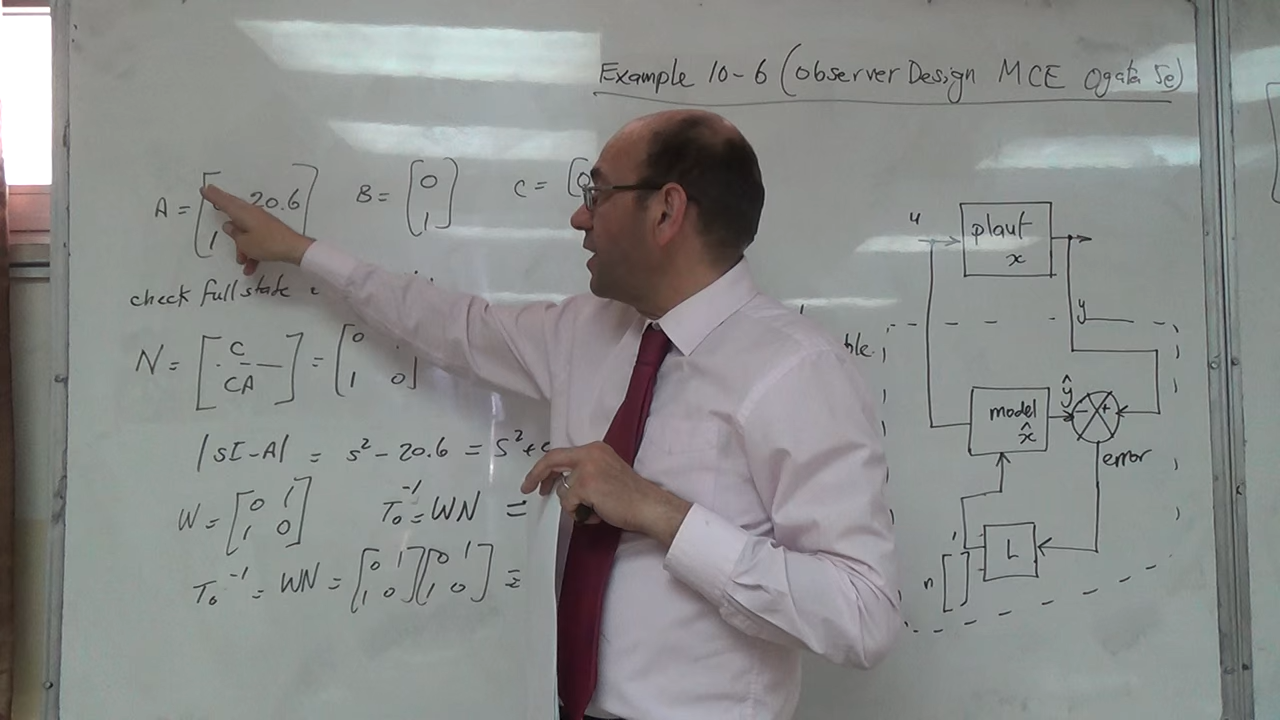 Example 10-6 (Observer Design MCE Ogata 5e)
A = [ 20.6
1
B = [0
1]
C = [0
check full state
N = [C
CA] = [0
1 0]
|SI-A| = s²- 20.6 = S²+
W = [0 1
1 0]
T₀⁻¹ = WN =
T₀⁻¹ = WN = [0 1
1 0][0 1
1 0] =
u
plant
x
y
model
x̂
ŷ
- +
error
L
n
1